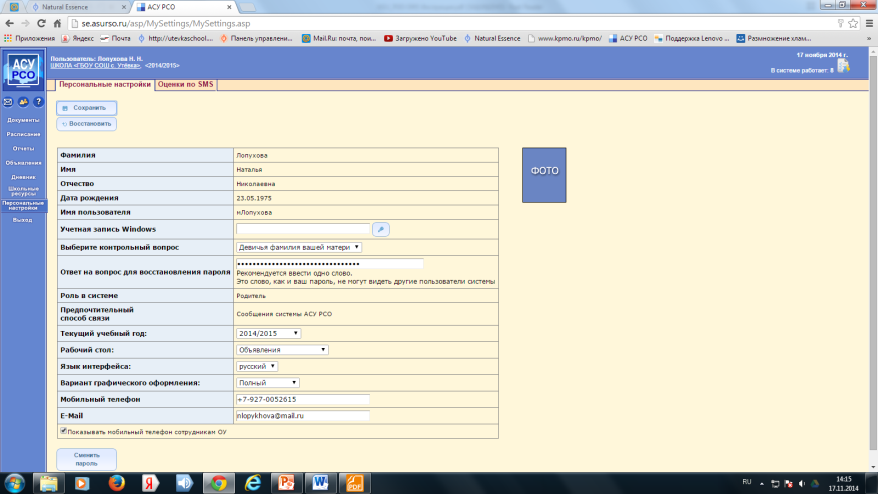 Natural Essence
АСУ РСО
se.asurso.ru/asp/MySettings/MySettings.asp
Приложения Яндекс Почта http://utevkaschool.... Панель управлени... Mail.Ru: почта, пои... Загружено YouTube Natural Essence www.kpmo.ru/kpmo/ АСУ РСО Поддержка Lenovo ... Размножение хлам...
АСУ РСО
Пользователь: Лопухова Н. Н.
ШКОЛА «ГБОУ СОШ с. Утёвка» <2014/2015>
17 ноября 2014 г.
В системе работает: 8
Документы
Расписание
Отчеты
Объявления
Дневник
Школьные ресурсы
Персональные настройки
Выход
Персональные настройки Оценки по SMS
Сохранить
Восстановить
Фамилия Лопухова
Имя Наталья
Отчество Николаевна
Дата рождения 23.05.1975
Имя пользователя нЛопухова
Учетная запись Windows
Выберите контрольный вопрос Девичья фамилия вашей матери
Ответ на вопрос для восстановления пароля
Рекомендуется ввести одно слово.
Это слово, как и ваш пароль, не могут видеть другие пользователи системы
Роль в системе Родитель
Предпочтительный способ связи Сообщения системы АСУ РСО
Текущий учебный год: 2014/2015
Рабочий стол: Объявления
Язык интерфейса: русский
Вариант графического оформления: Полный
Мобильный телефон +7-927-0052615
E-Mail nlopykhova@mail.ru
Показывать мобильный телефон сотрудникам ОУ
Сменить пароль
ФОТО
RU
14:15
17.11.2014